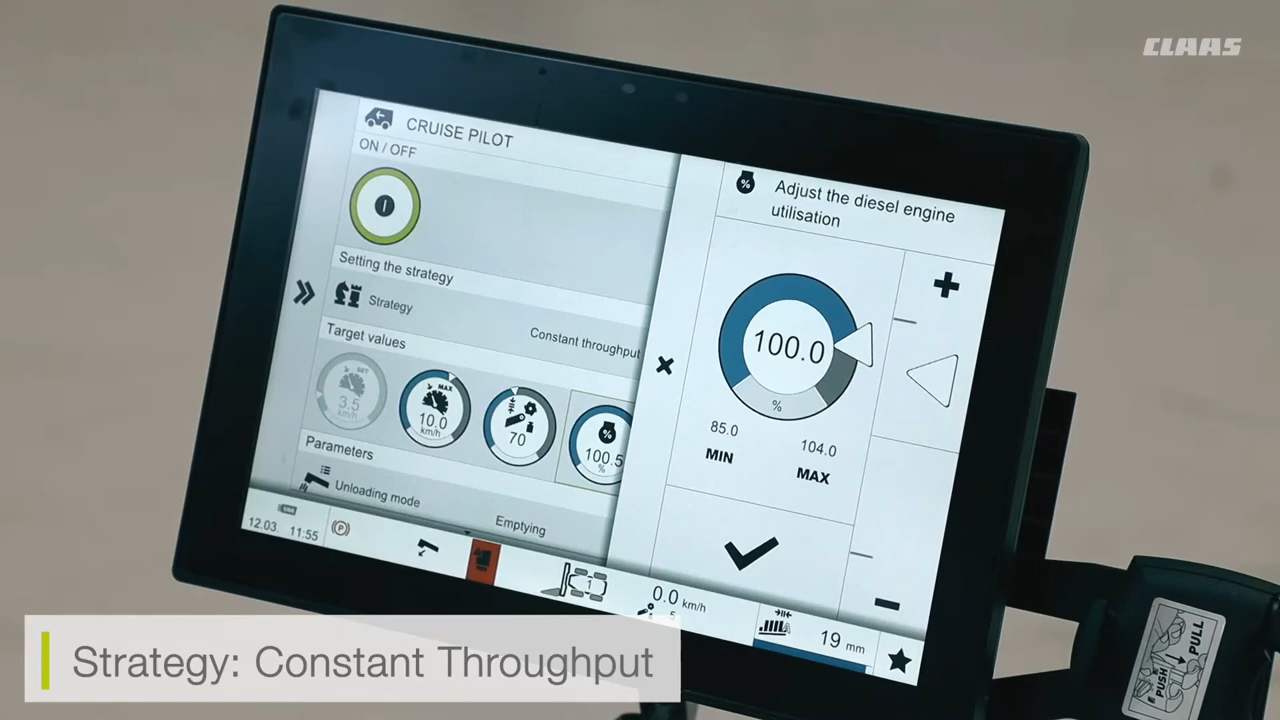 CLAAS
CRUISE PILOT
ON / OFF
Setting the strategy
Strategy
Constant throughput
Target values
3.5
km/h
MAX
10.0
km/h
70
100.5
%
Parameters
Unloading mode
Emptying
12.03. 11:55
Adjust the diesel engine
utilisation
%
100.0
%
85.0
MIN
104.0
MAX
1
0.0 km/h
5
19 mm
PUSH
PULL
Strategy: Constant Throughput